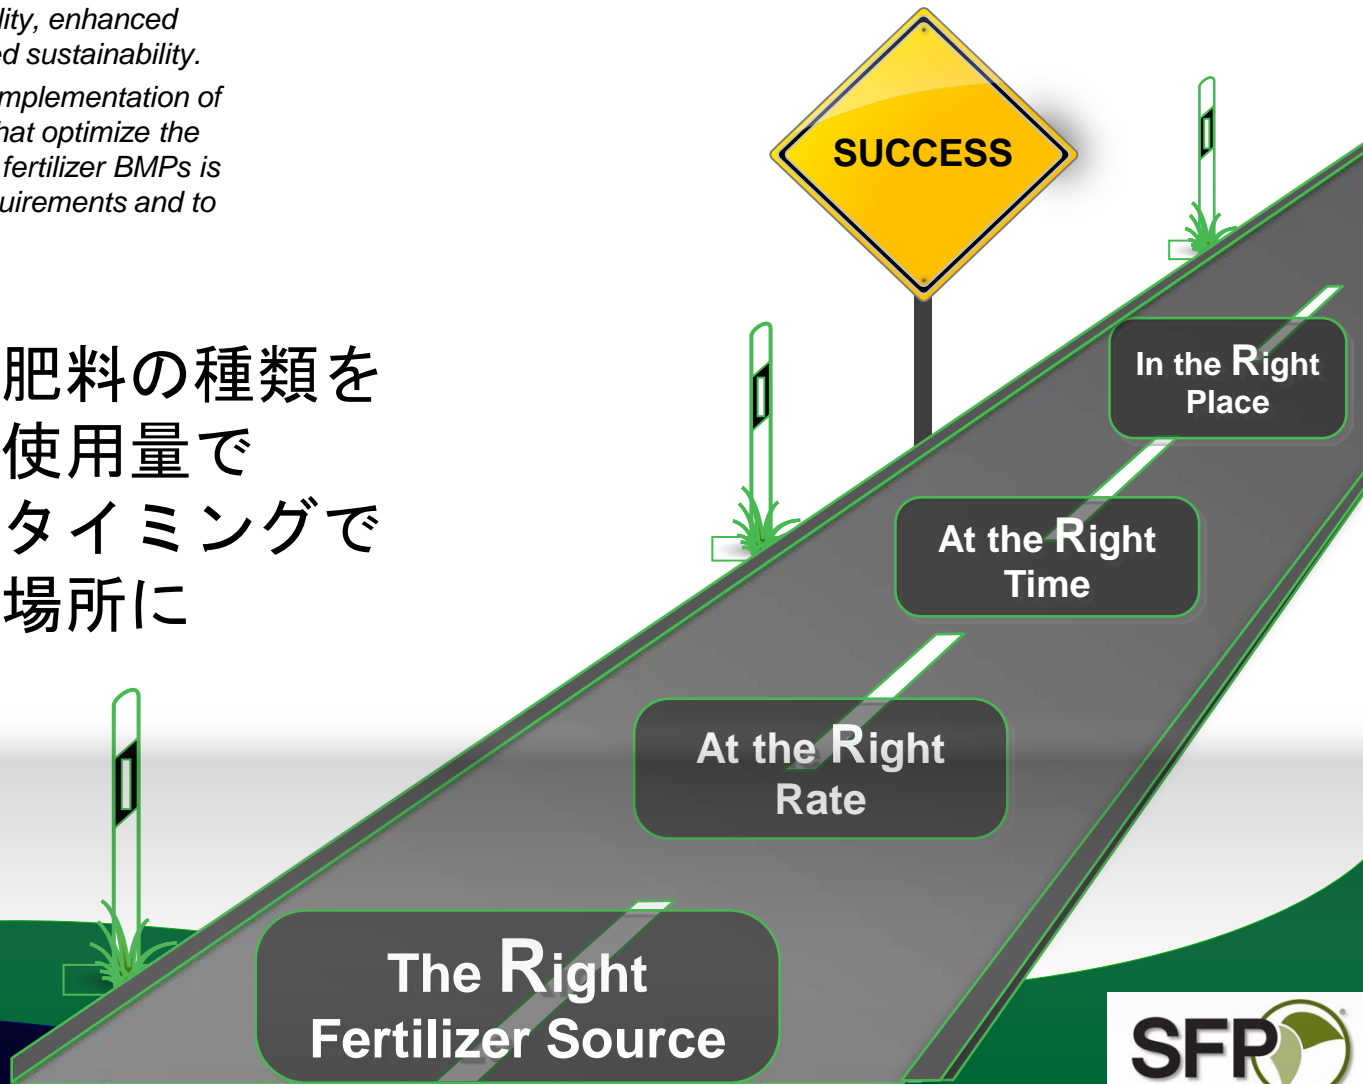 lity, enhanced
ed sustainability.
implementation of
hat optimize the
fertilizer BMPs is
uirements and to
SUCCESS
肥料の種類を
使用量で
タイミングで
場所に
In the Right
Place
At the Right
Time
At the Right
Rate
The Right
Fertilizer Source
SFP